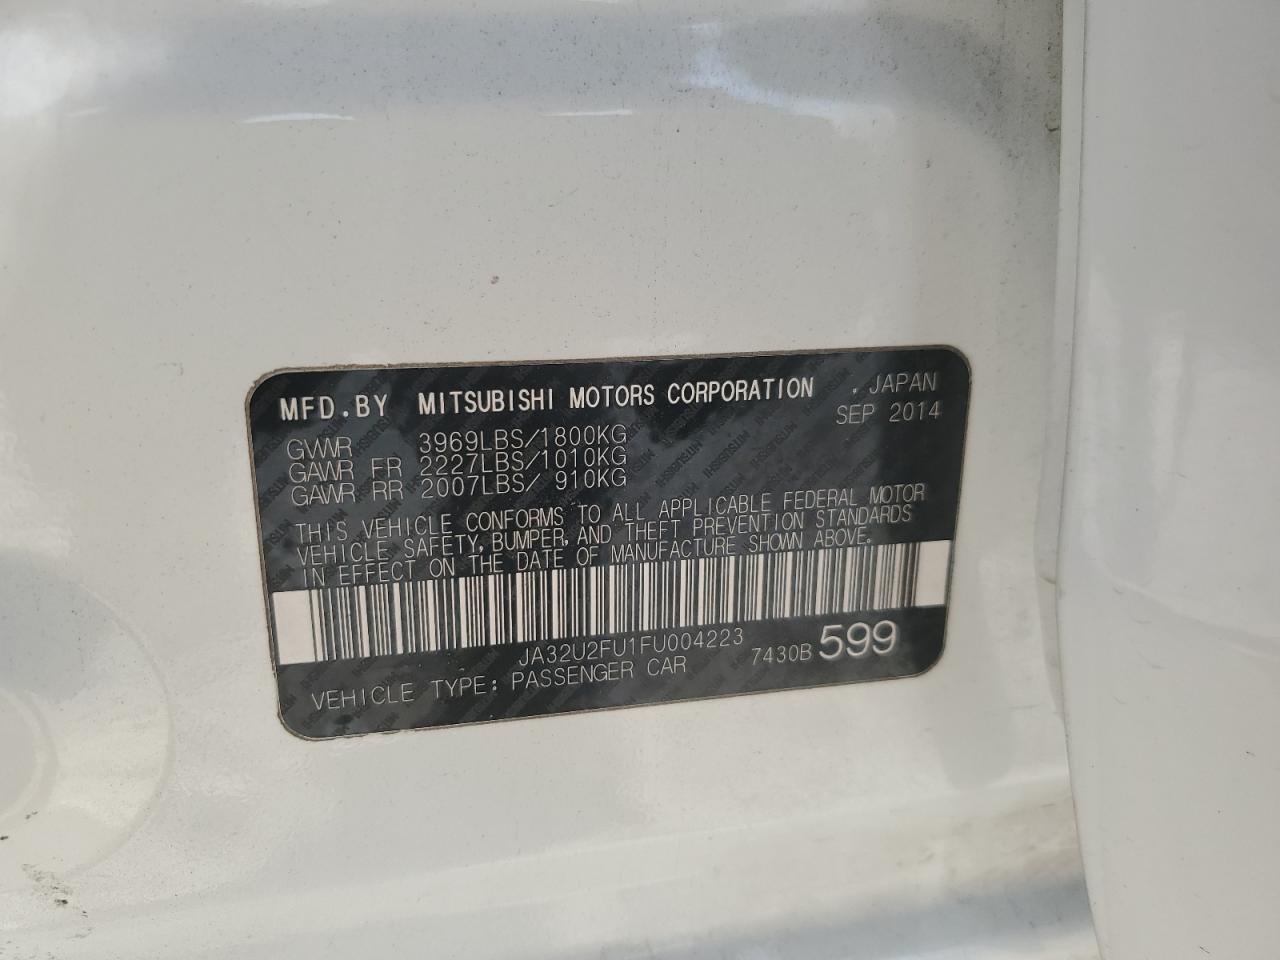 MFD.BY MITSUBISHI MOTORS CORPORATION . JAPAN
SEP 2014
GVWR 3969LBS/1800KG
GAWR FR 2227LBS/1010KG
GAWR RR 2007LBS/ 910KG
THIS VEHICLE CONFORMS TO ALL APPLICABLE FEDERAL MOTOR
VEHICLE SAFETY, BUMPER, AND THEFT PREVENTION STANDARDS
IN EFFECT ON THE DATE OF MANUFACTURE SHOWN ABOVE.
JA32U2FU1FU004223
VEHICLE TYPE: PASSENGER CAR 7430B 599